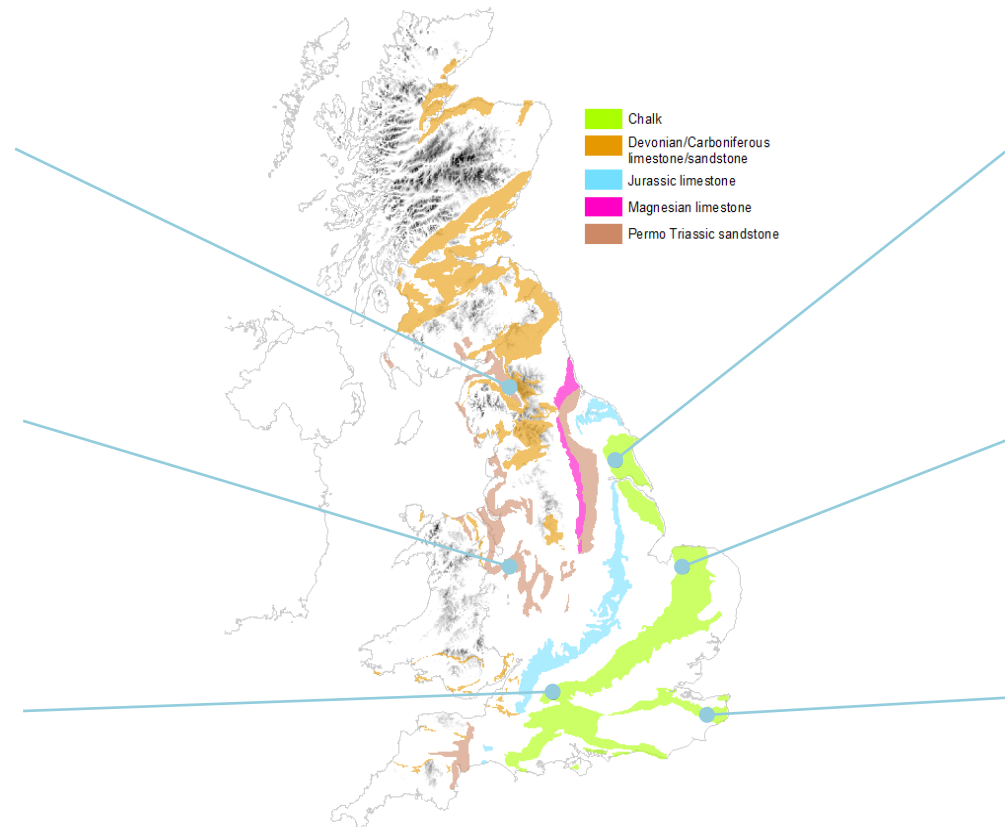 Chalk
Devonian/Carboniferous
limestone/sandstone
Jurassic limestone
Magnesian limestone
Permo Triassic sandstone